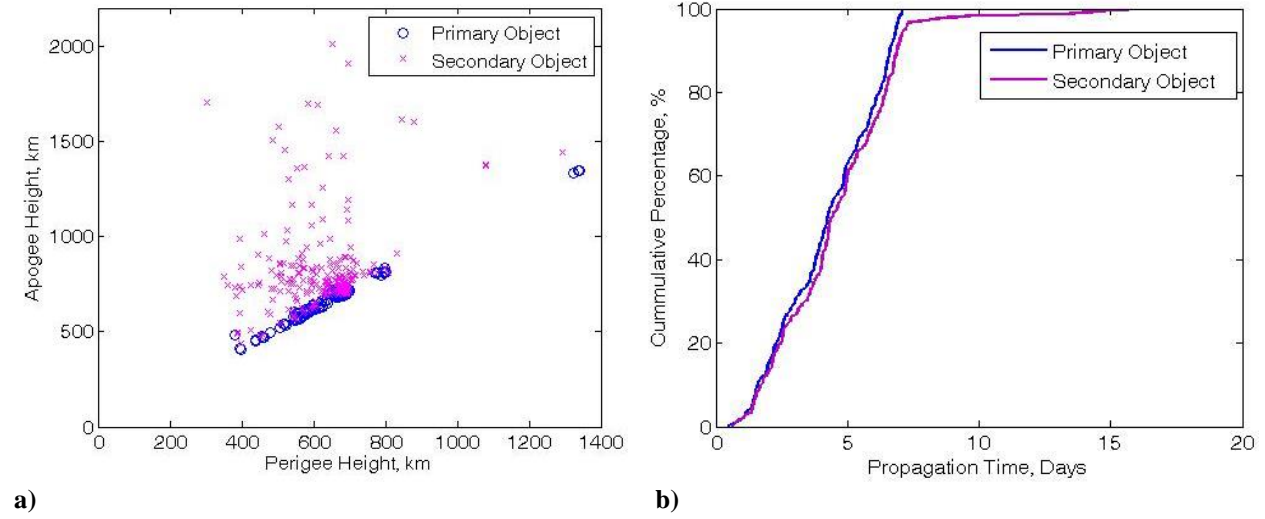 2000
1500
1000
500
0
Apogee Height, km
Primary Object
Secondary Object
0 200 400 600 800 1000 1200 1400
Perigee Height, km
a)
100
80
60
40
20
0
Cummulative Percentage, %
Primary Object
Secondary Object
0 5 10 15 20
Propagation Time, Days
b)